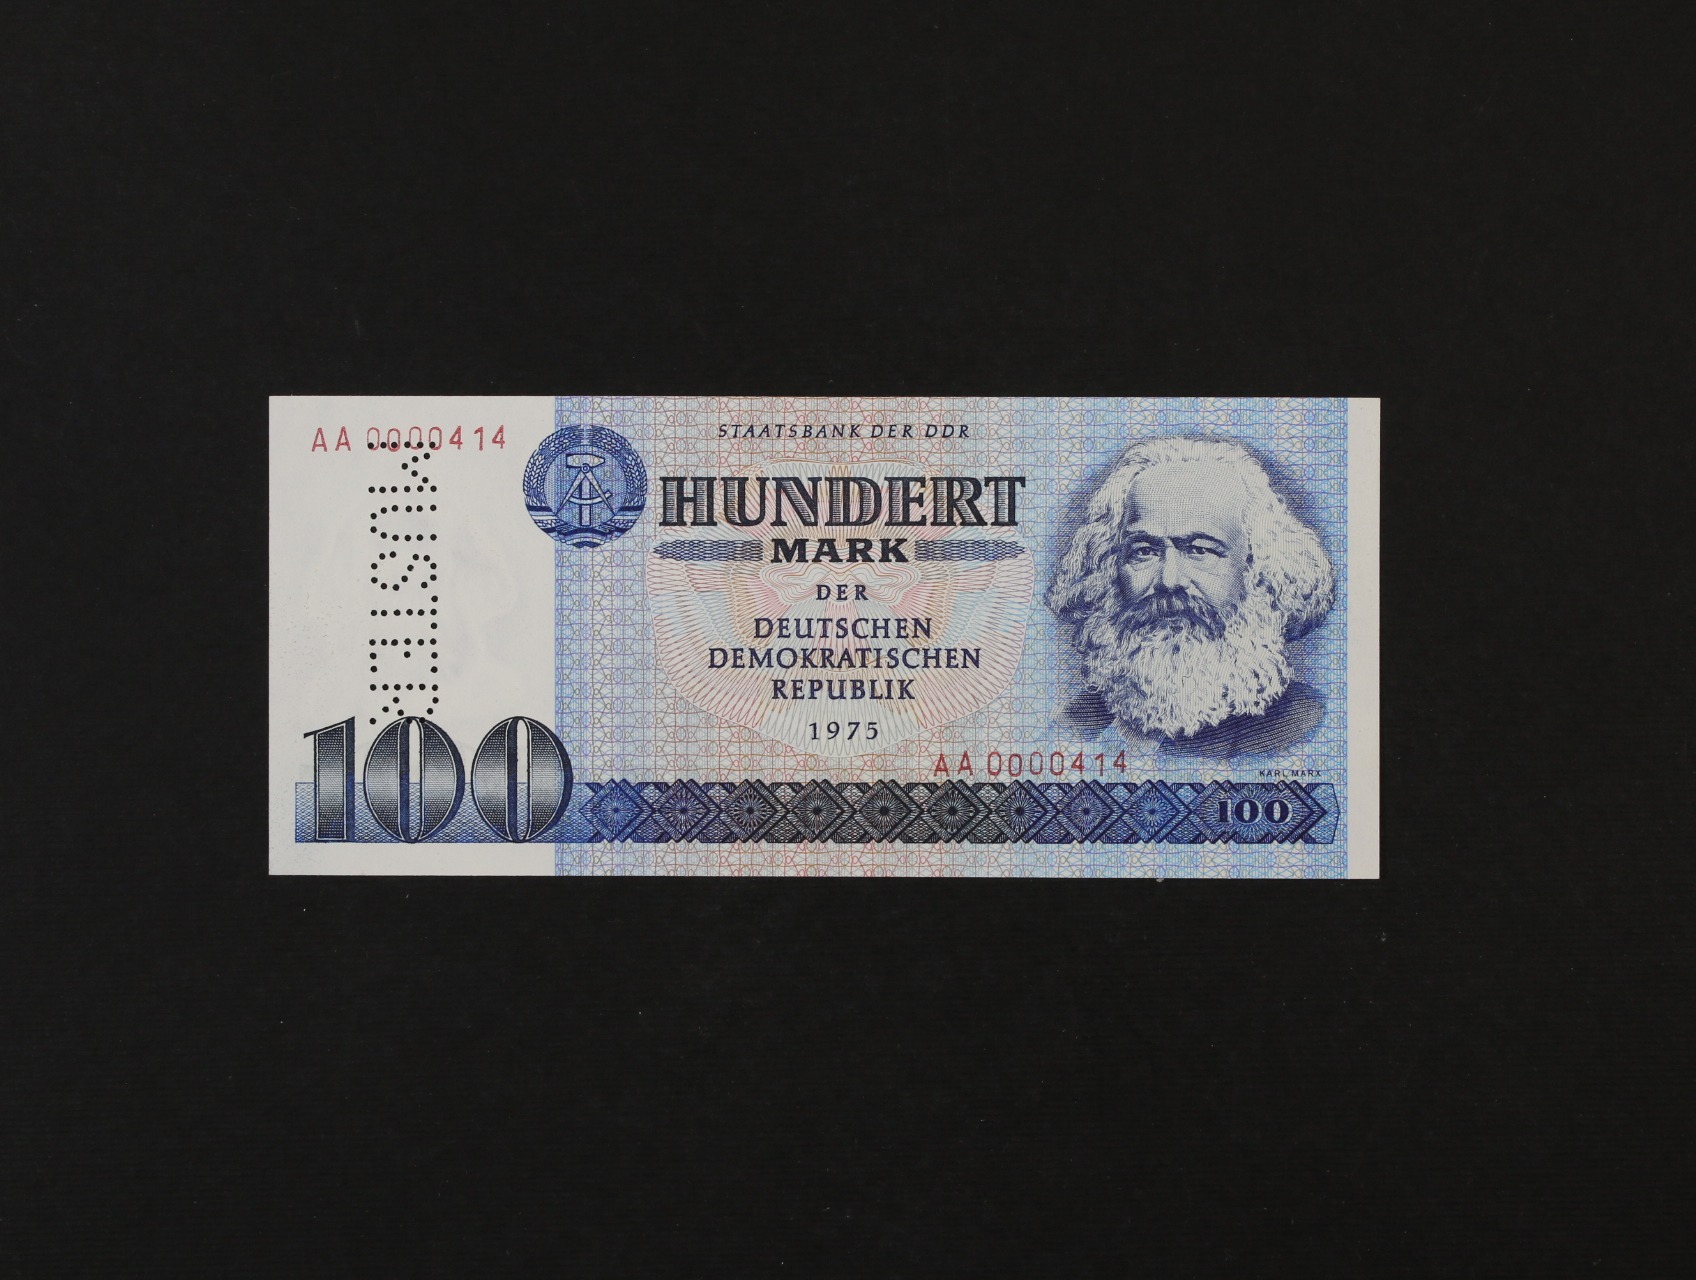 AA 0000414
MUSTER
STAATSBANK DER DDR
HUNDERT
MARK
DER
DEUTSCHEN
DEMOKRATISCHEN
REPUBLIK
1975
AA 0000414
KARL MARX
100
100